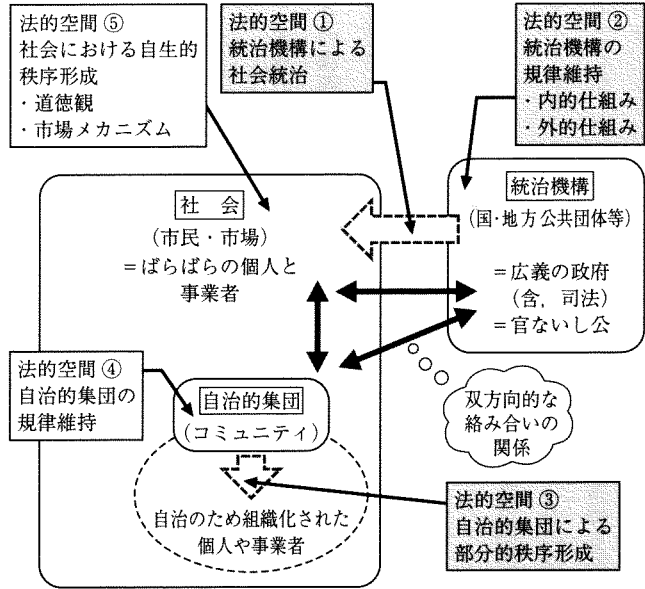 法的空間⑤
社会における自生的
秩序形成
・道徳観
・市場メカニズム
法的空間①
統治機構による
社会統治
法的空間②
統治機構の
規律維持
・内的仕組み
・外的仕組み
社 会
(市民・市場)
=ばらばらの個人と
事業者
統治機構
(国・地方公共団体等)
=広義の政府
(含,司法)
=官ないし公
法的空間④
自治的集団の
規律維持
自治的集団
(コミュニティ)
双方向的な
絡み合いの
関係
自治のため組織化された
個人や事業者
法的空間③
自治的集団による
部分的秩序形成